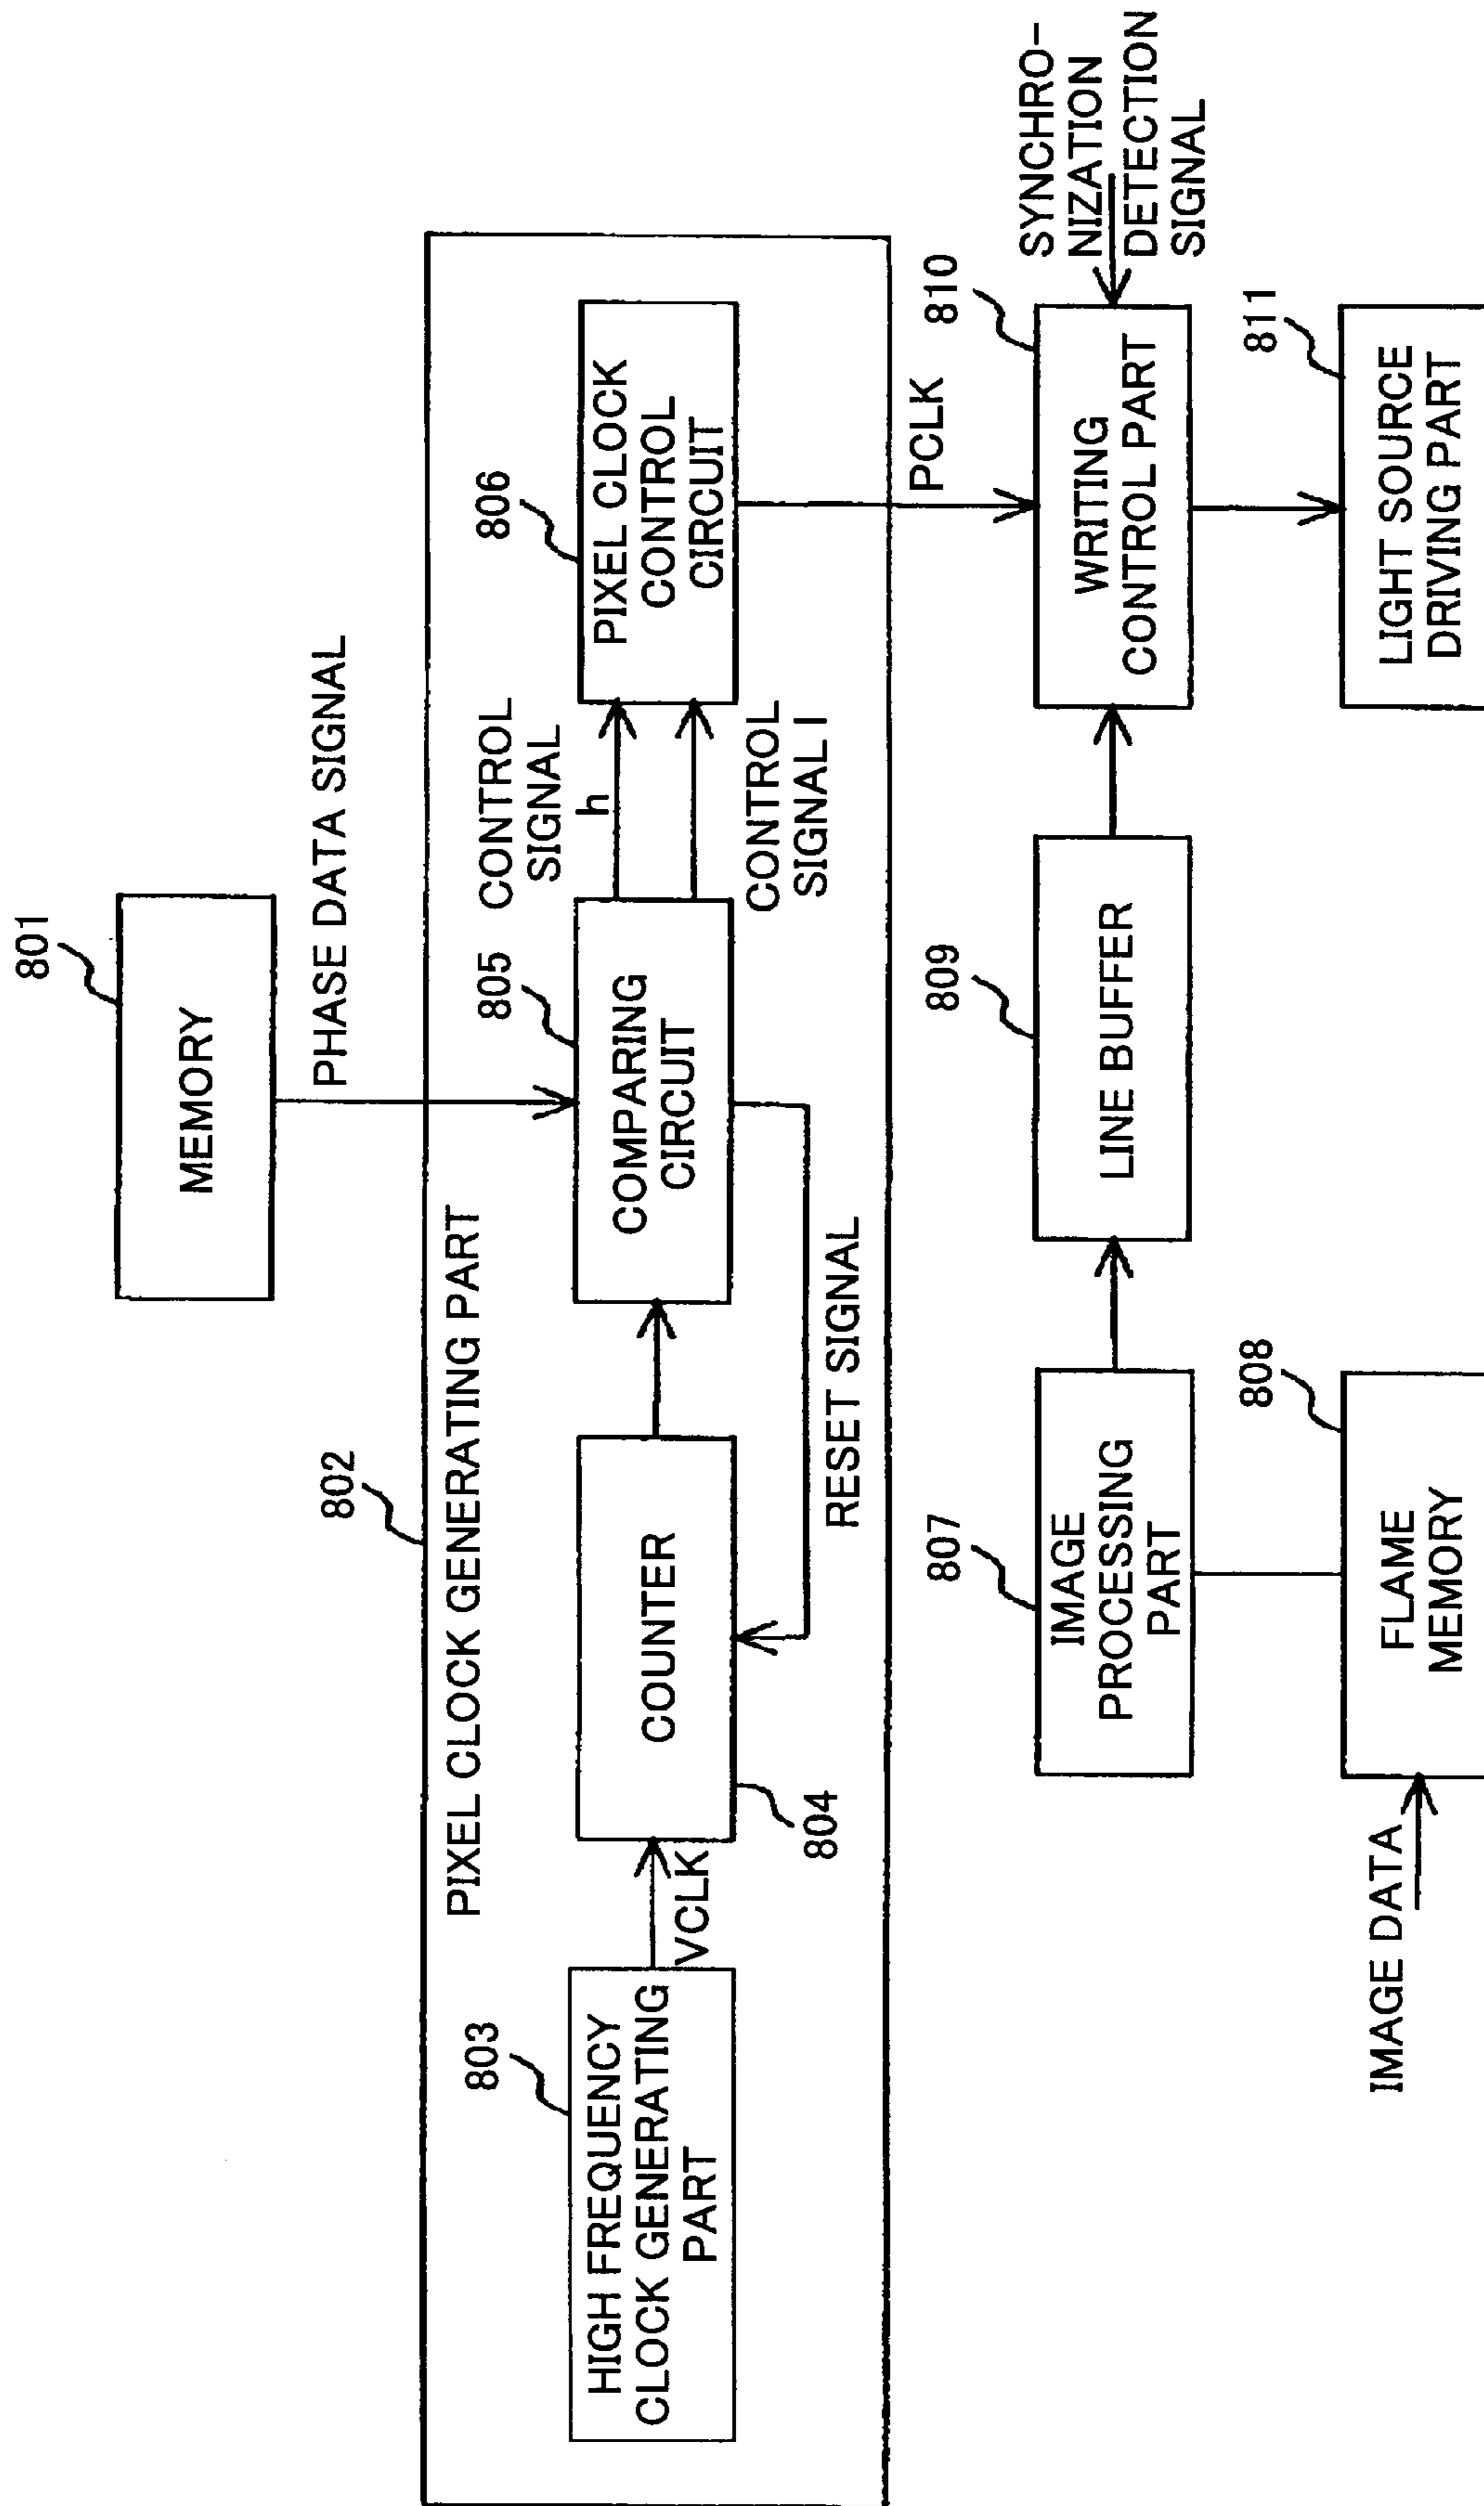 801
MEMORY
PHASE DATA SIGNAL
802
PIXEL CLOCK GENERATING PART
803
HIGH FREQUENCY
CLOCK GENERATING
PART
VCLK
COUNTER
804
805
COMPARING
CIRCUIT
RESET SIGNAL
CONTROL
SIGNAL
h
CONTROL
SIGNAL l
806
PIXEL CLOCK
CONTROL
CIRCUIT
PCLK
807
IMAGE
PROCESSING
PART
809
LINE BUFFER
810
WRITING
CONTROL PART
SYNCHRO-
NIZATION
DETECTION
SIGNAL
IMAGE DATA
808
FLAME
MEMORY
811
LIGHT SOURCE
DRIVING PART